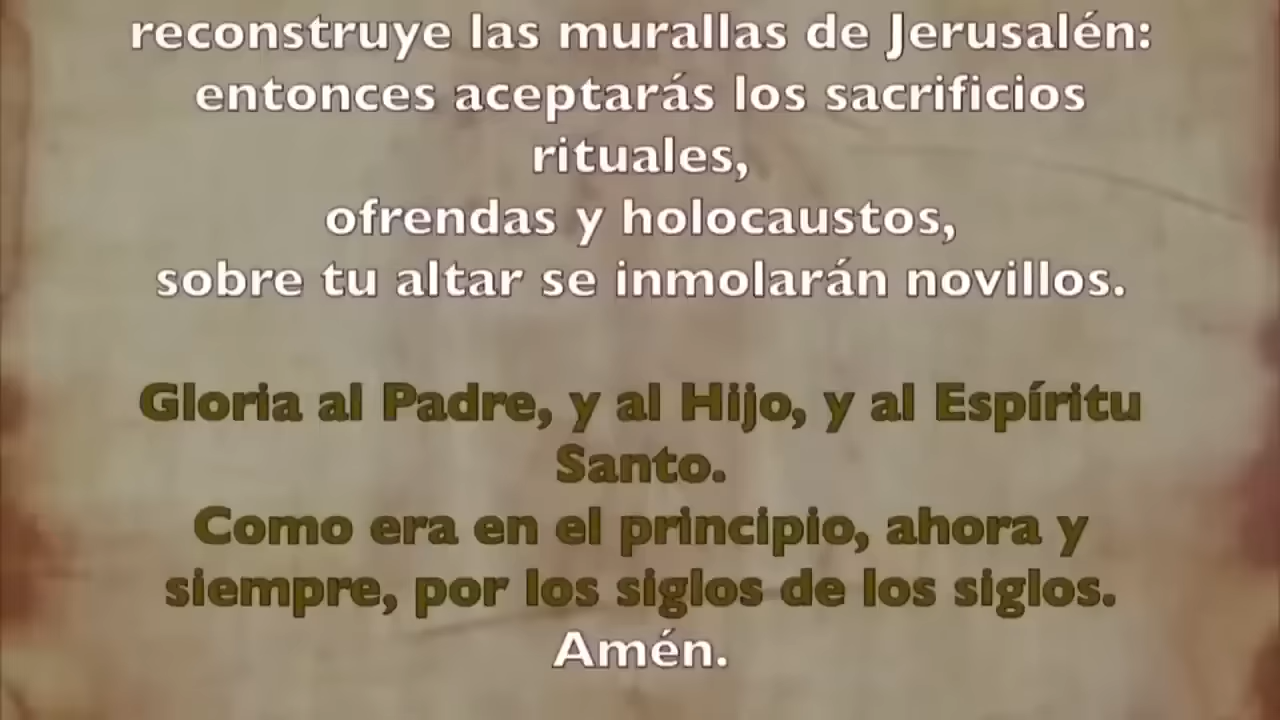 reconstruye las murallas de Jerusalén:
entonces aceptarás los sacrificios
rituales,
ofrendas y holocaustos,
sobre tu altar se inmolarán novillos.
Gloria al Padre, y al Hijo, y al Espíritu
Santo.
Como era en el principio, ahora y
siempre, por los siglos de los siglos.
Amén.